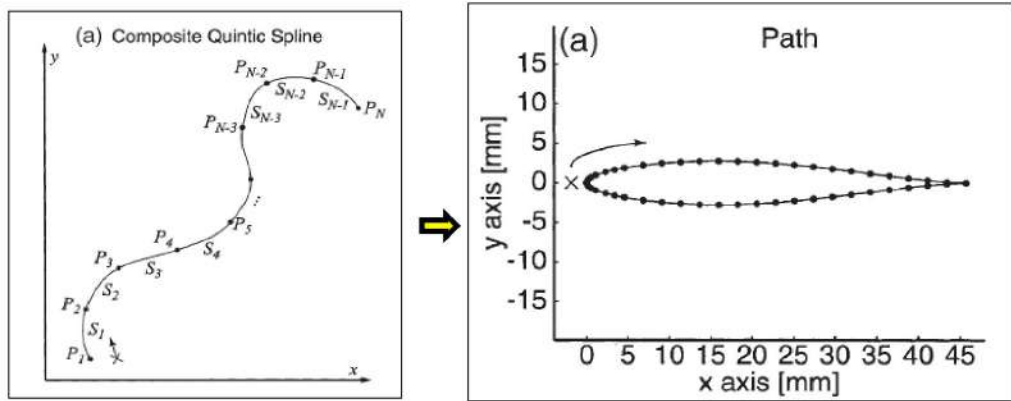 (a) Composite Quintic Spline
y
P_{N-2}
P_{N-1}
S_{N-2}
S_{N-1}
P_N
P_{N-3}
S_{N-3}
...
P_5
P_4
S_4
P_3
S_3
S_2
P_2
S_1
P_1
x
(a)
Path
15
10
5
0
-5
-10
-15
y axis [mm]
0 5 10 15 20 25 30 35 40 45
x axis [mm]